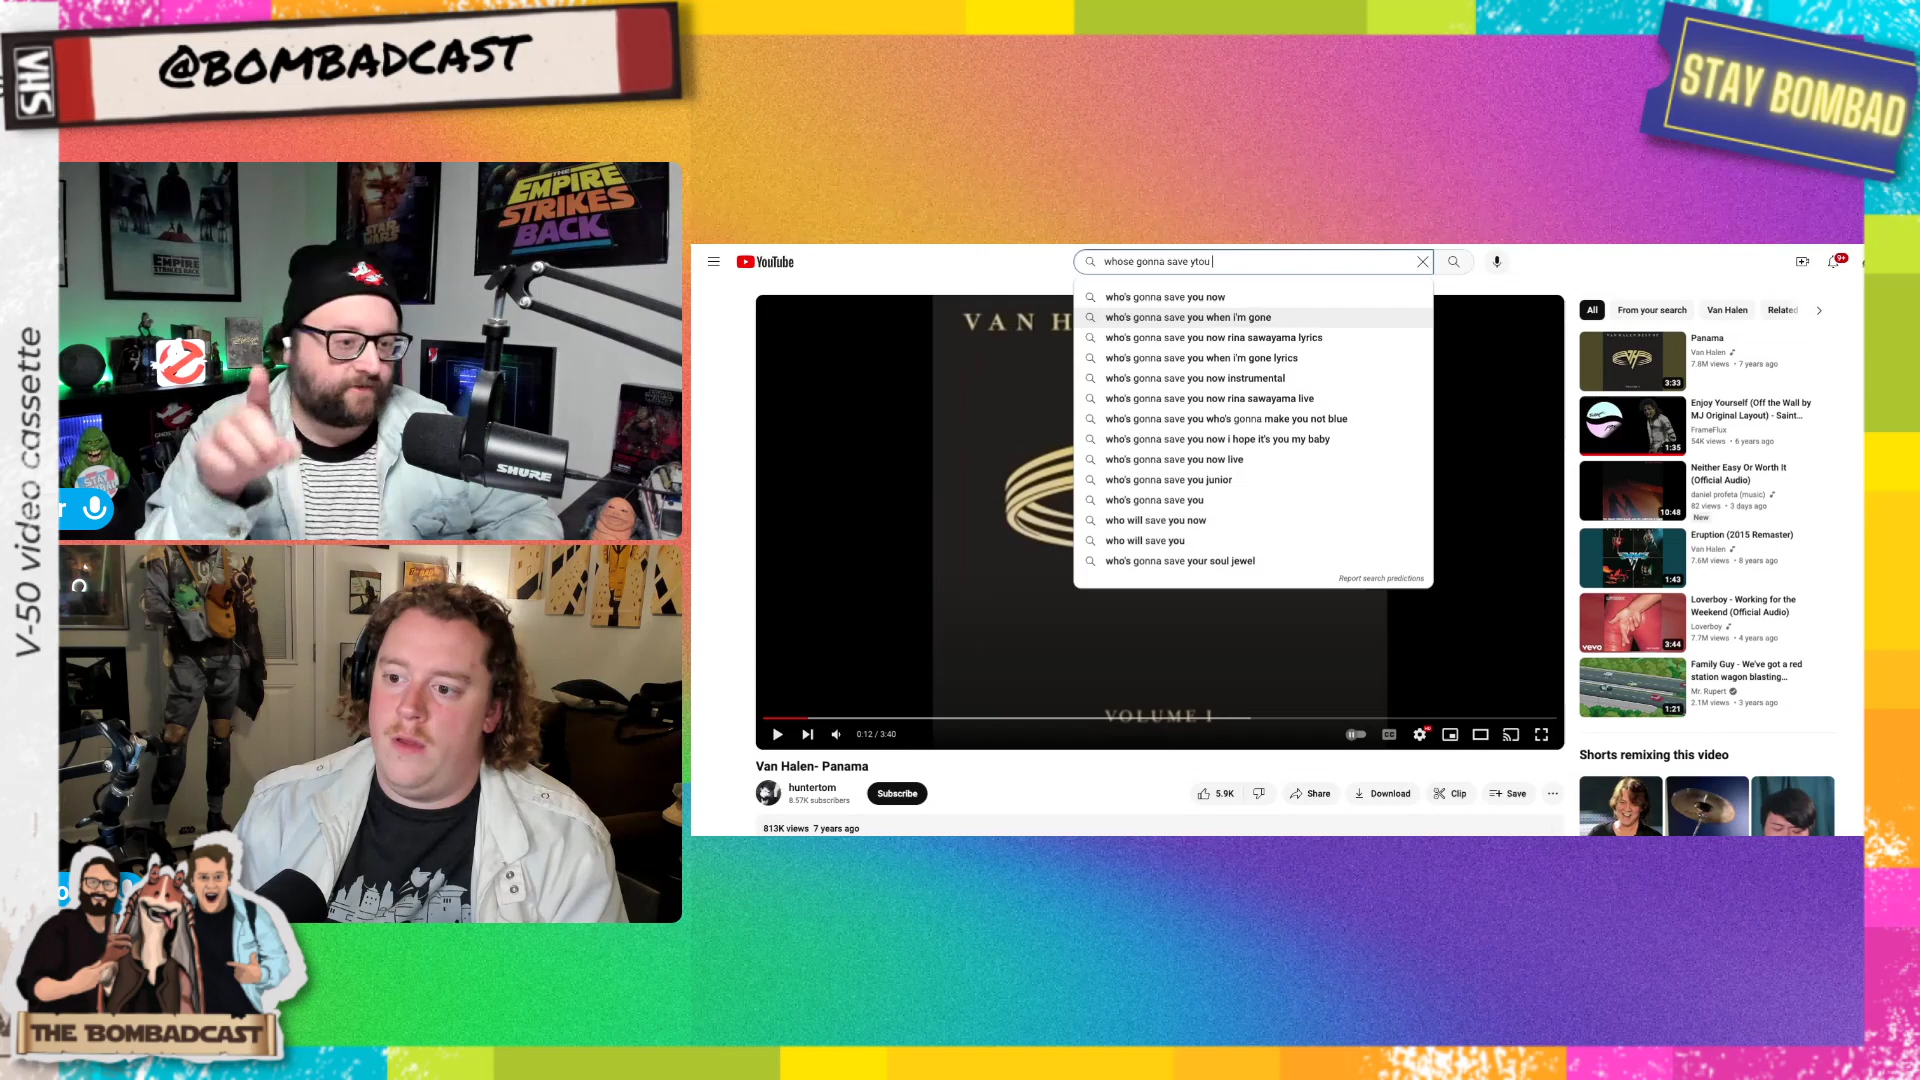 VHS
@BOMBADCAST
STAY BOMBAD
V-50 video cassette
EMPIRE
STRIKES BACK
STAR WARS
THE
EMPIRE
STRIKES
BACK
STAY
SHURE
r
THE BOMBADCAST
YouTube
whose gonna save ytou
9+
who's gonna save you now
who's gonna save you when i'm gone
who's gonna save you now rina sawayama lyrics
who's gonna save you when i'm gone lyrics
who's gonna save you now instrumental
who's gonna save you now rina sawayama live
who's gonna save you who's gonna make you not blue
who's gonna save you now i hope it's you my baby
who's gonna save you now live
who's gonna save you junior
who's gonna save you
who will save you now
who will save you
who's gonna save your soul jewel
Report search predictions
VAN H
VOLUME I
0:12 / 3:40
CC
HD
Van Halen- Panama
huntertom
8.57K subscribers
Subscribe
5.9K
Share
Download
Clip
Save
813K views 7 years ago
All
From your search
Van Halen
Related
Panama
Van Halen
7.8M views • 7 years ago
3:33
Enjoy Yourself (Off the Wall by
MJ Original Layout) - Saint...
FrameFlux
54K views • 6 years ago
1:35
Neither Easy Or Worth It
(Official Audio)
daniel profeta (music)
82 views • 3 days ago
New
10:48
Eruption (2015 Remaster)
Van Halen
7.6M views • 8 years ago
1:43
Loverboy - Working for the
Weekend (Official Audio)
Loverboy
7.7M views • 4 years ago
vevo
3:44
Family Guy - We've got a red
station wagon blasting...
Mr. Rupert
2.1M views • 3 years ago
1:21
Shorts remixing this video